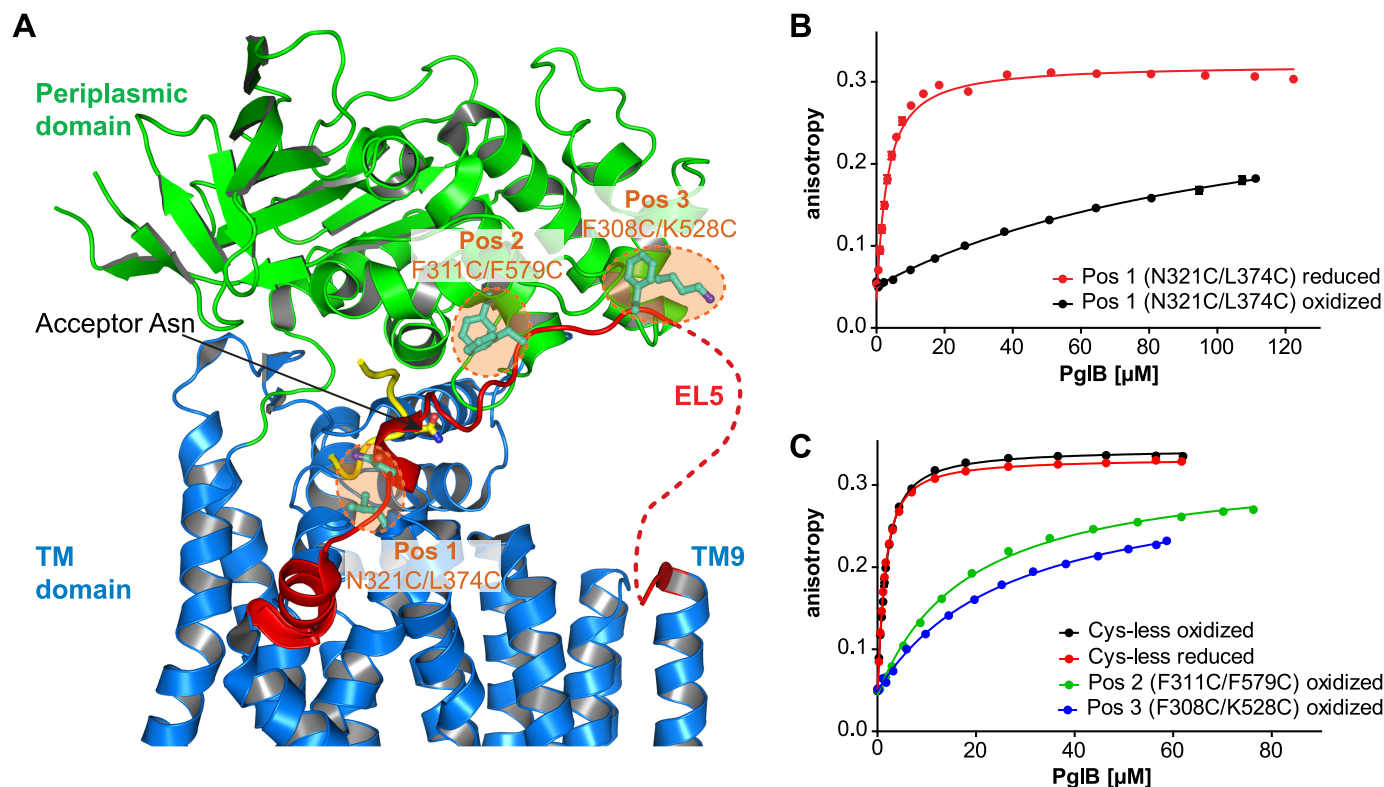 A
Periplasmic
domain
Pos 3
F308C/K528C
Pos 2
F311C/F579C
Acceptor Asn
EL5
Pos 1
N321C/L374C
TM
domain
TM9
B
anisotropy
0.3
0.2
0.1
0.0
0 20 40 60 80 100 120
PglB [µM]
Pos 1 (N321C/L374C) reduced
Pos 1 (N321C/L374C) oxidized
C
anisotropy
0.3
0.2
0.1
0.0
0 20 40 60 80
PglB [µM]
Cys-less oxidized
Cys-less reduced
Pos 2 (F311C/F579C) oxidized
Pos 3 (F308C/K528C) oxidized